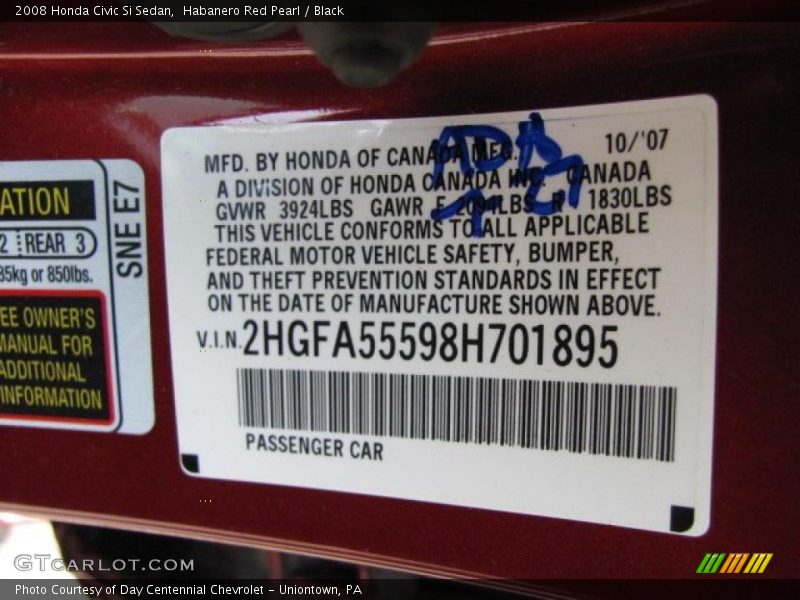 2008 Honda Civic Si Sedan,  Habanero Red Pearl / Black
10/'07
MFD. BY HONDA OF CANADA MFG.
A DIVISION OF HONDA CANADA INC. CANADA
GVWR 3924LBS GAWR F 2094LBS R 1830LBS
THIS VEHICLE CONFORMS TO ALL APPLICABLE
FEDERAL MOTOR VEHICLE SAFETY, BUMPER,
AND THEFT PREVENTION STANDARDS IN EFFECT
ON THE DATE OF MANUFACTURE SHOWN ABOVE.
V.I.N. 2HGFA55598H701895
PASSENGER CAR
ATION
2 REAR 3
85kg or 850lbs.
EE OWNER'S
MANUAL FOR
ADDITIONAL
INFORMATION
SNE E7
GTCARLOT.COM
Photo Courtesy of Day Centennial Chevrolet – Uniontown, PA